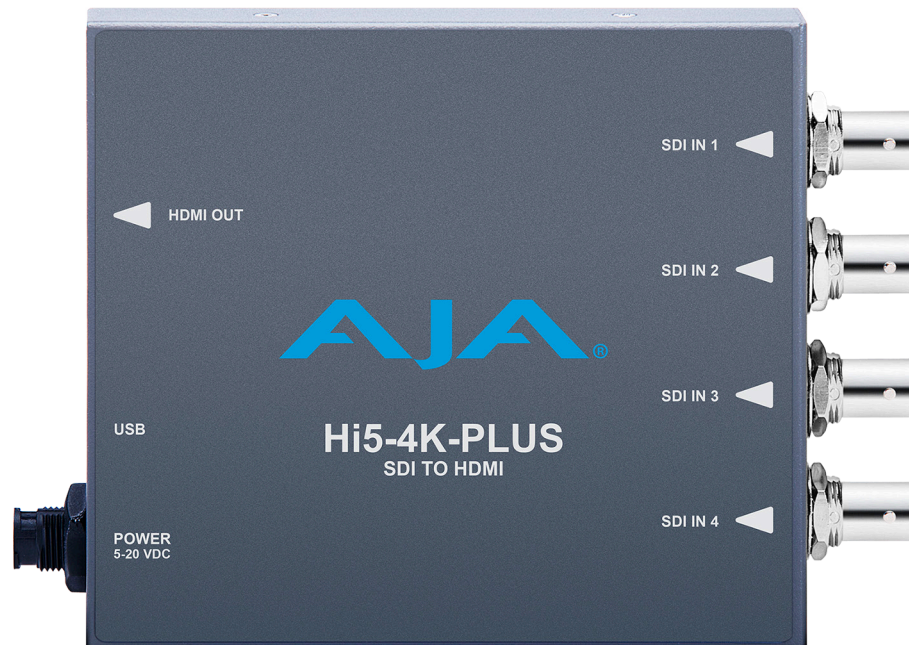 SDI IN 1
HDMI OUT
SDI IN 2
AJA®
SDI IN 3
USB
Hi5-4K-PLUS
SDI TO HDMI
SDI IN 4
POWER
5-20 VDC